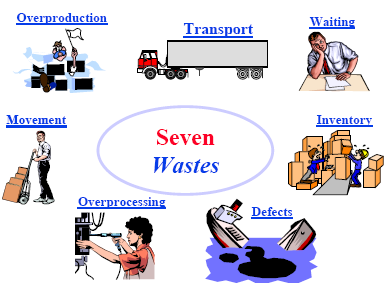 Overproduction
Transport
Waiting
Movement
Seven
Wastes
Inventory
Overprocessing
Defects